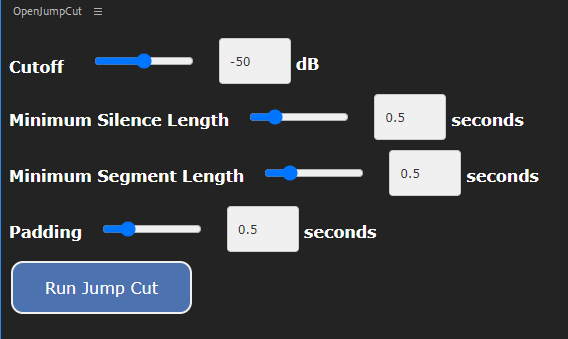 OpenJumpCut ☰
Cutoff -50 dB
Minimum Silence Length 0.5 seconds
Minimum Segment Length 0.5 seconds
Padding 0.5 seconds
Run Jump Cut